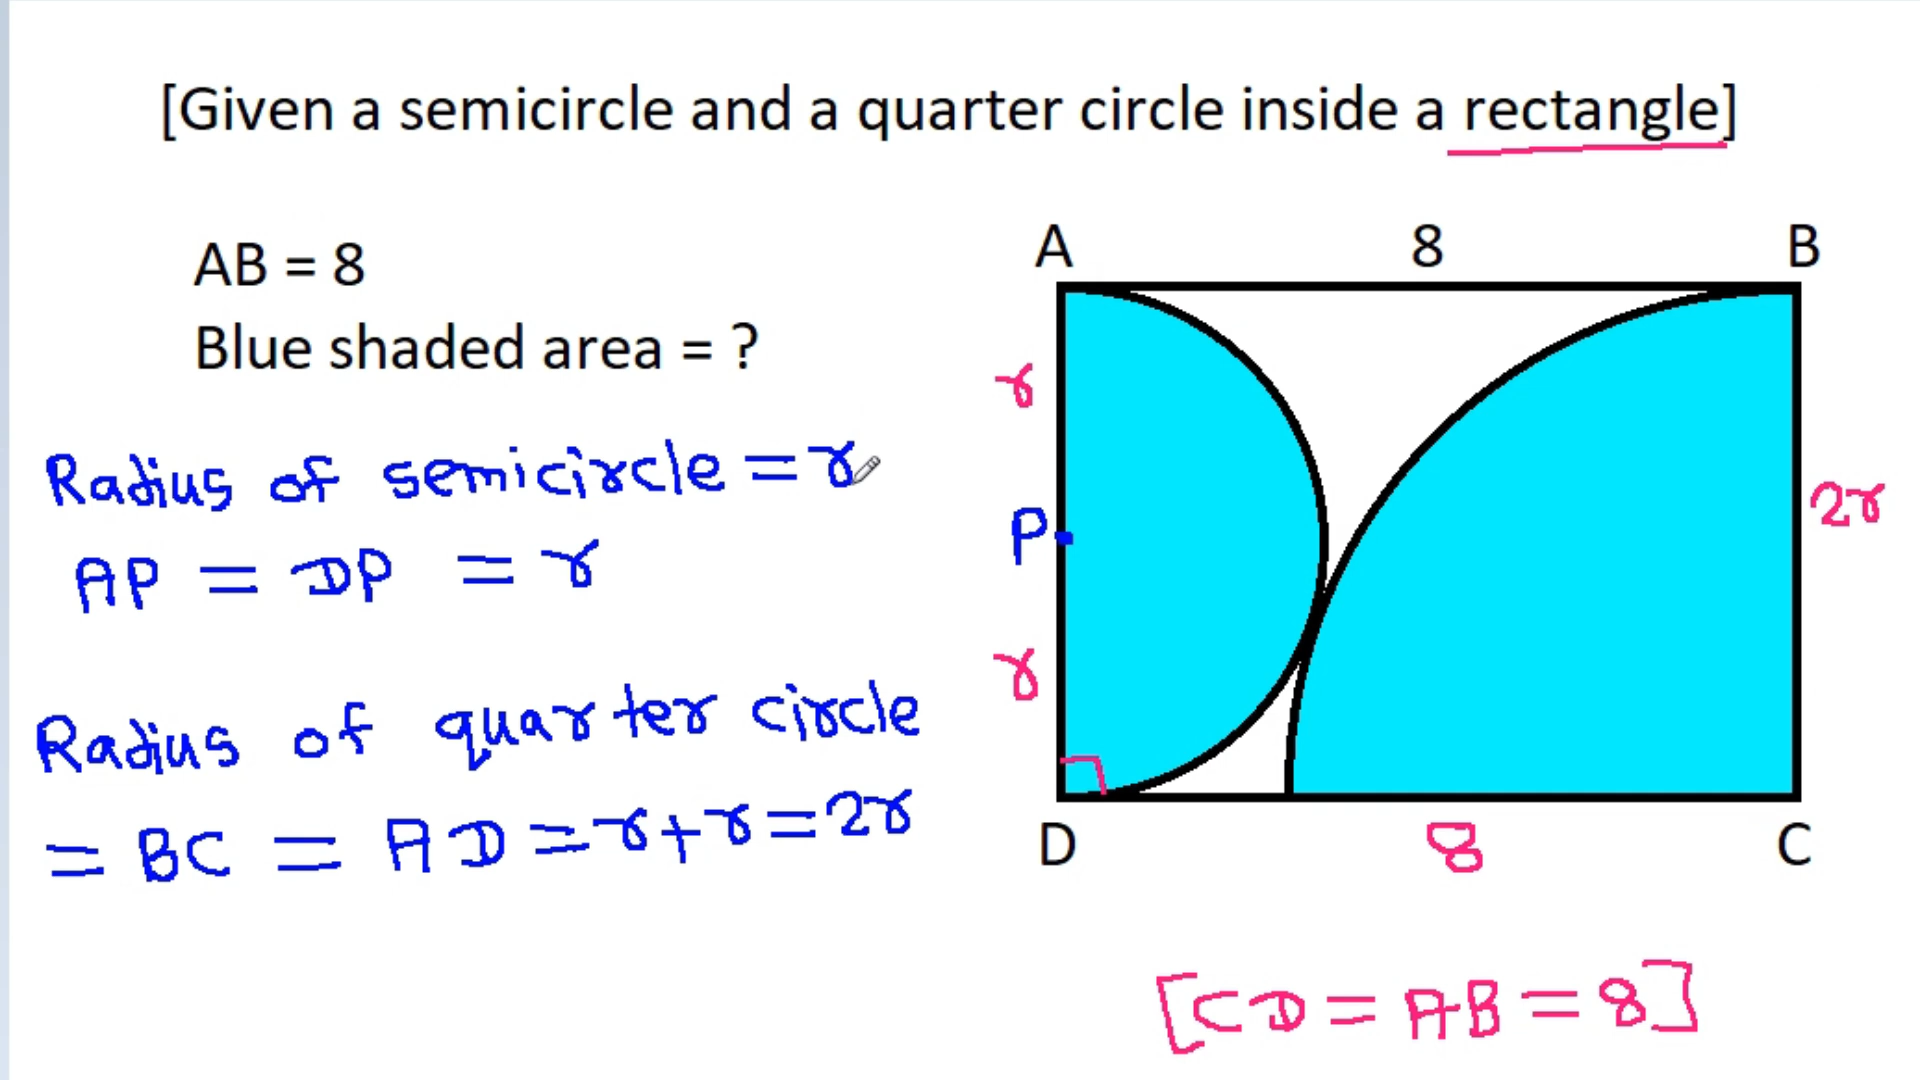 [Given a semicircle and a quarter circle inside a rectangle]
AB = 8
Blue shaded area = ?
Radius of semicircle = r
AP = DP = r
Radius of quarter circle
= BC = AD = r + r = 2r
A 8 B
r
P
2r
r
D 8 C
[CD = AB = 8]